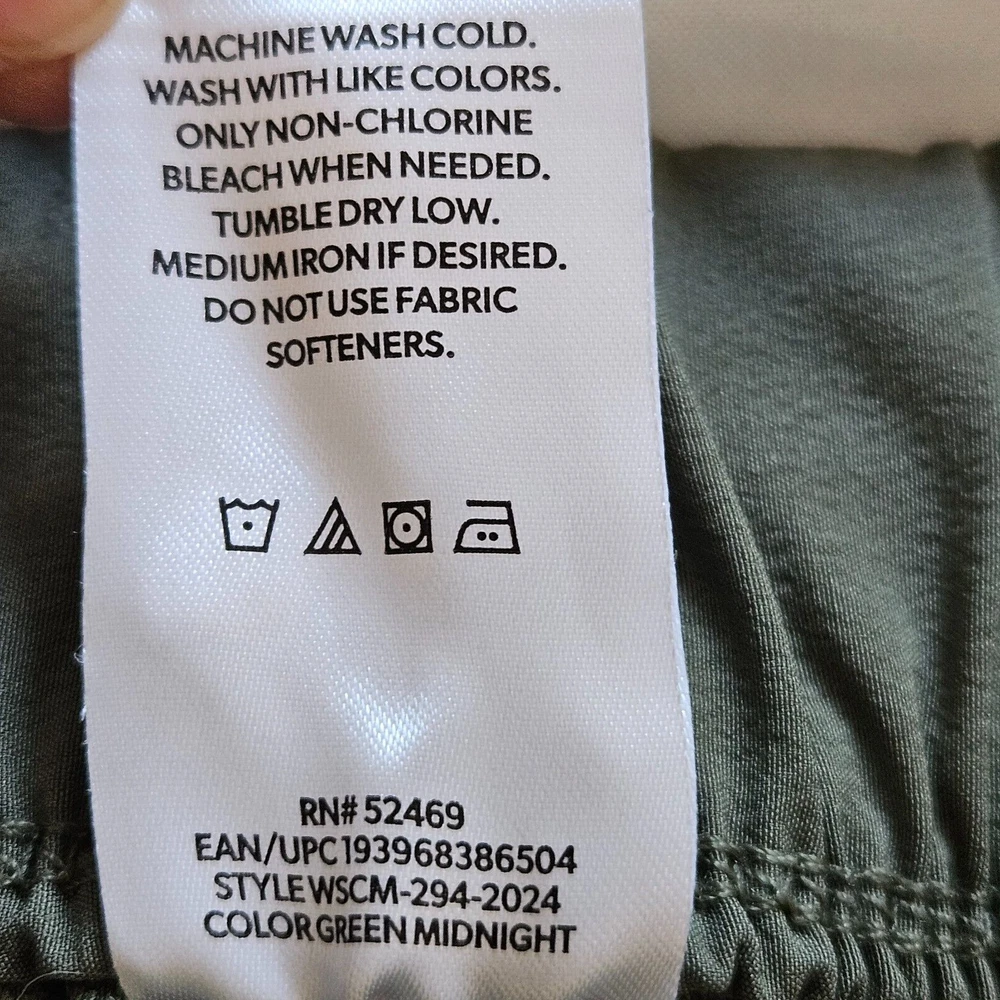 MACHINE WASH COLD.
WASH WITH LIKE COLORS.
ONLY NON-CHLORINE
BLEACH WHEN NEEDED.
TUMBLE DRY LOW.
MEDIUM IRON IF DESIRED.
DO NOT USE FABRIC
SOFTENERS.
RN# 52469
EAN/UPC 193968386504
STYLE WSCM-294-2024
COLOR GREEN MIDNIGHT